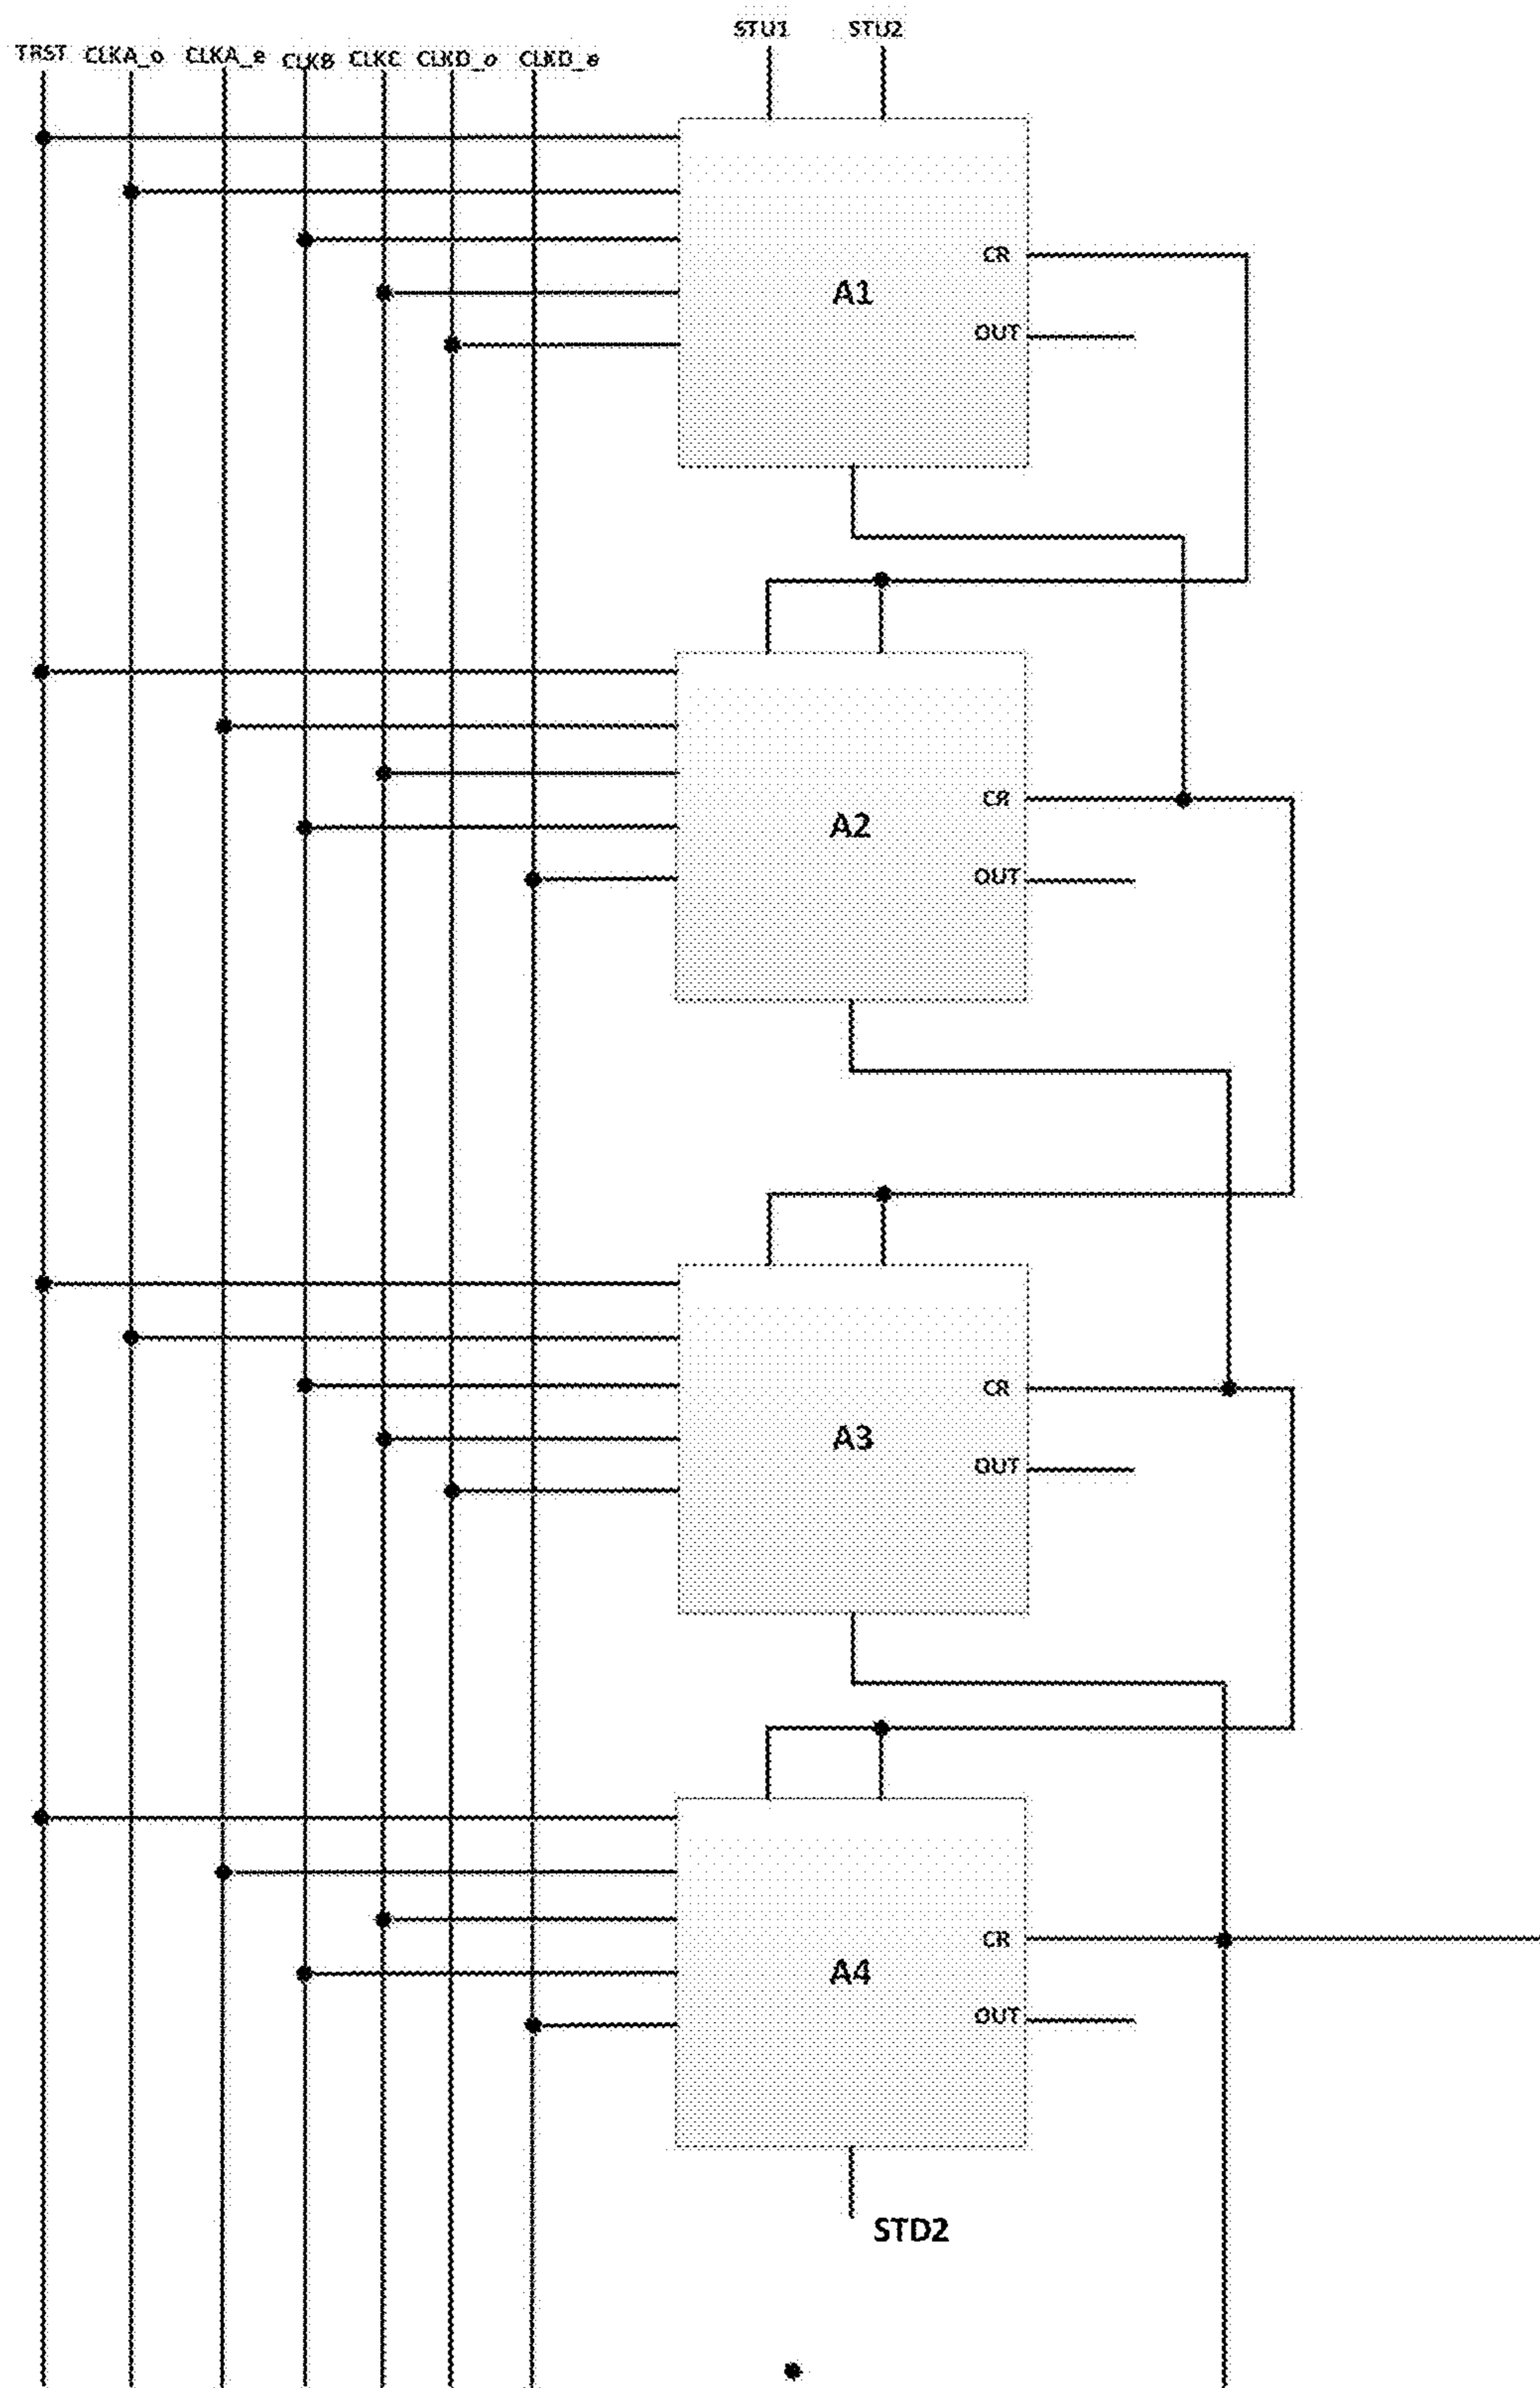 STU1 STU2
TRST CLKA_o CLKA_e CLKB CLKC CLKD_o CLKD_e
CR
A1
OUT
CR
A2
OUT
CR
A3
OUT
CR
A4
OUT
STD2